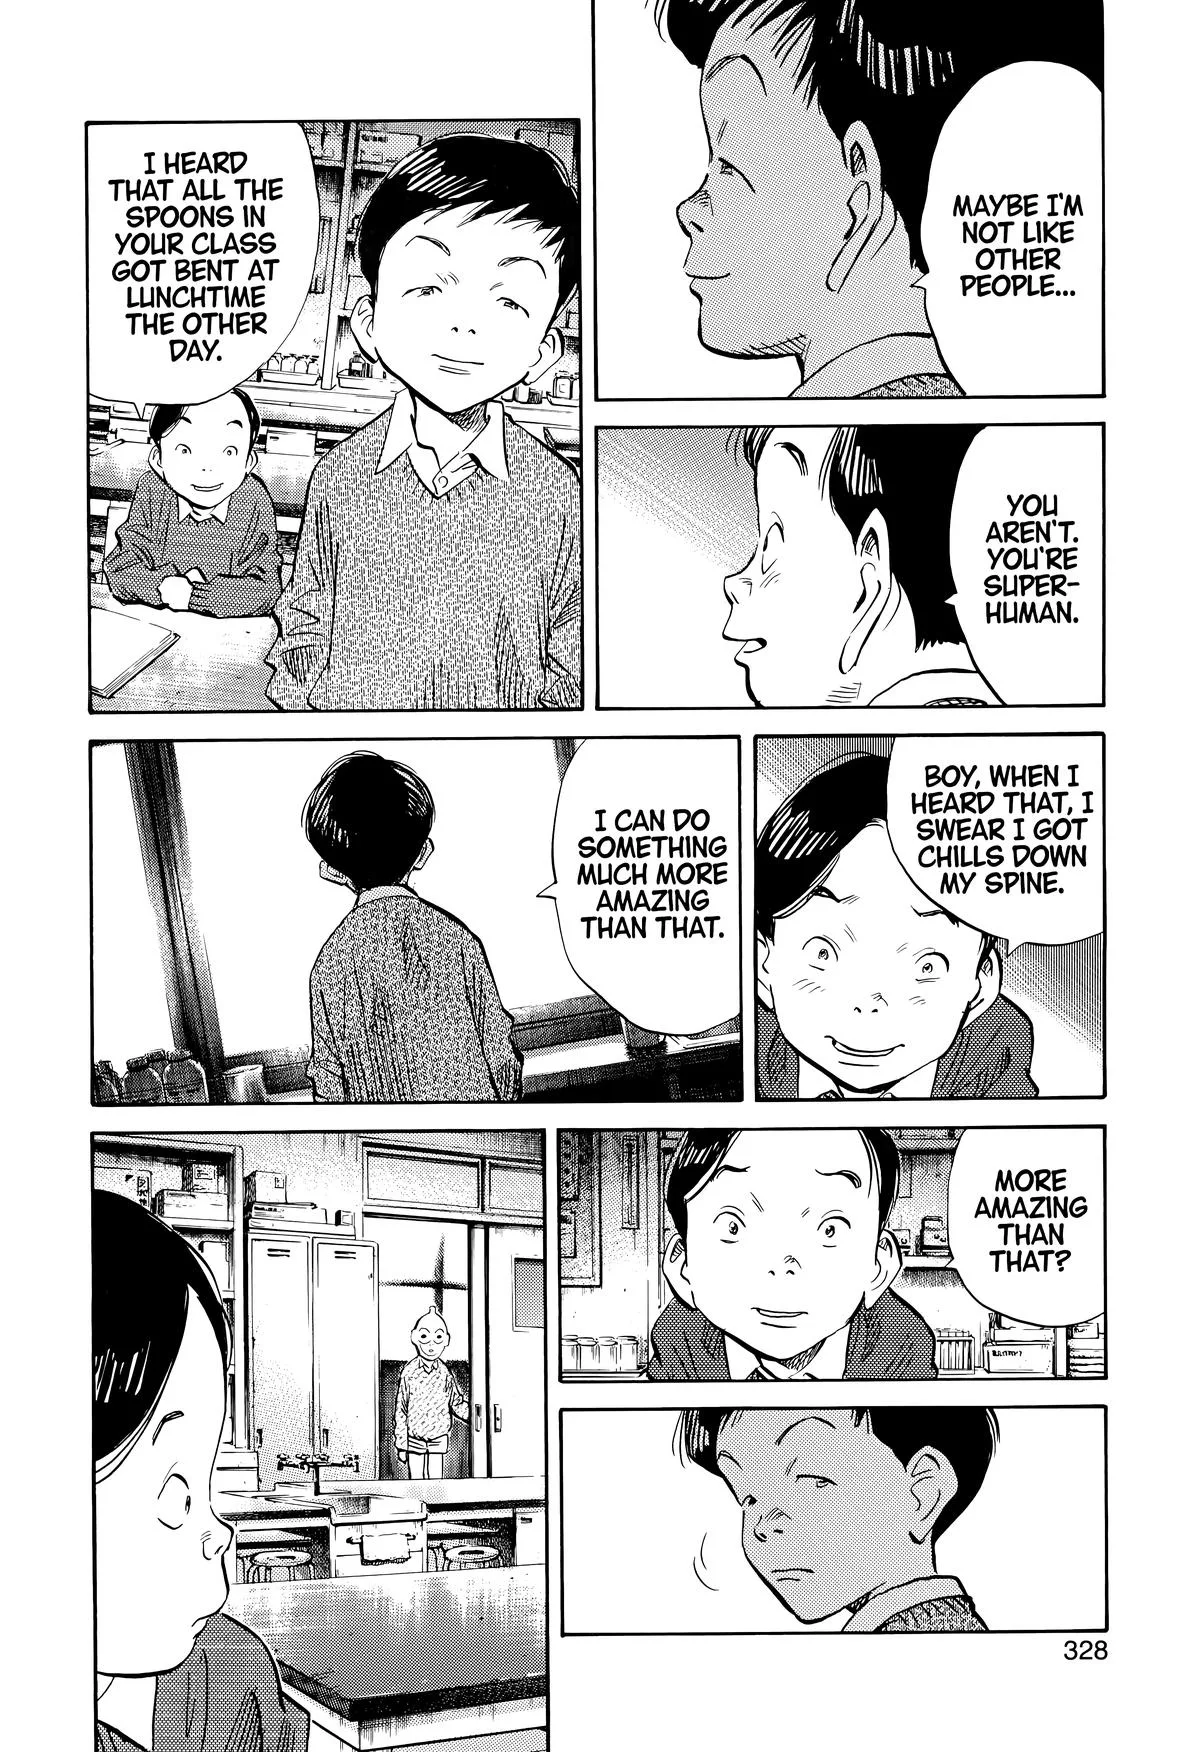 MAYBE I'M
NOT LIKE
OTHER
PEOPLE...
I HEARD
THAT ALL THE
SPOONS IN
YOUR CLASS
GOT BENT AT
LUNCHTIME
THE OTHER
DAY.
YOU
AREN'T.
YOU'RE
SUPER-
HUMAN.
BOY, WHEN I
HEARD THAT, I
SWEAR I GOT
CHILLS DOWN
MY SPINE.
I CAN DO
SOMETHING
MUCH MORE
AMAZING
THAN THAT.
MORE
AMAZING
THAN
THAT?
328